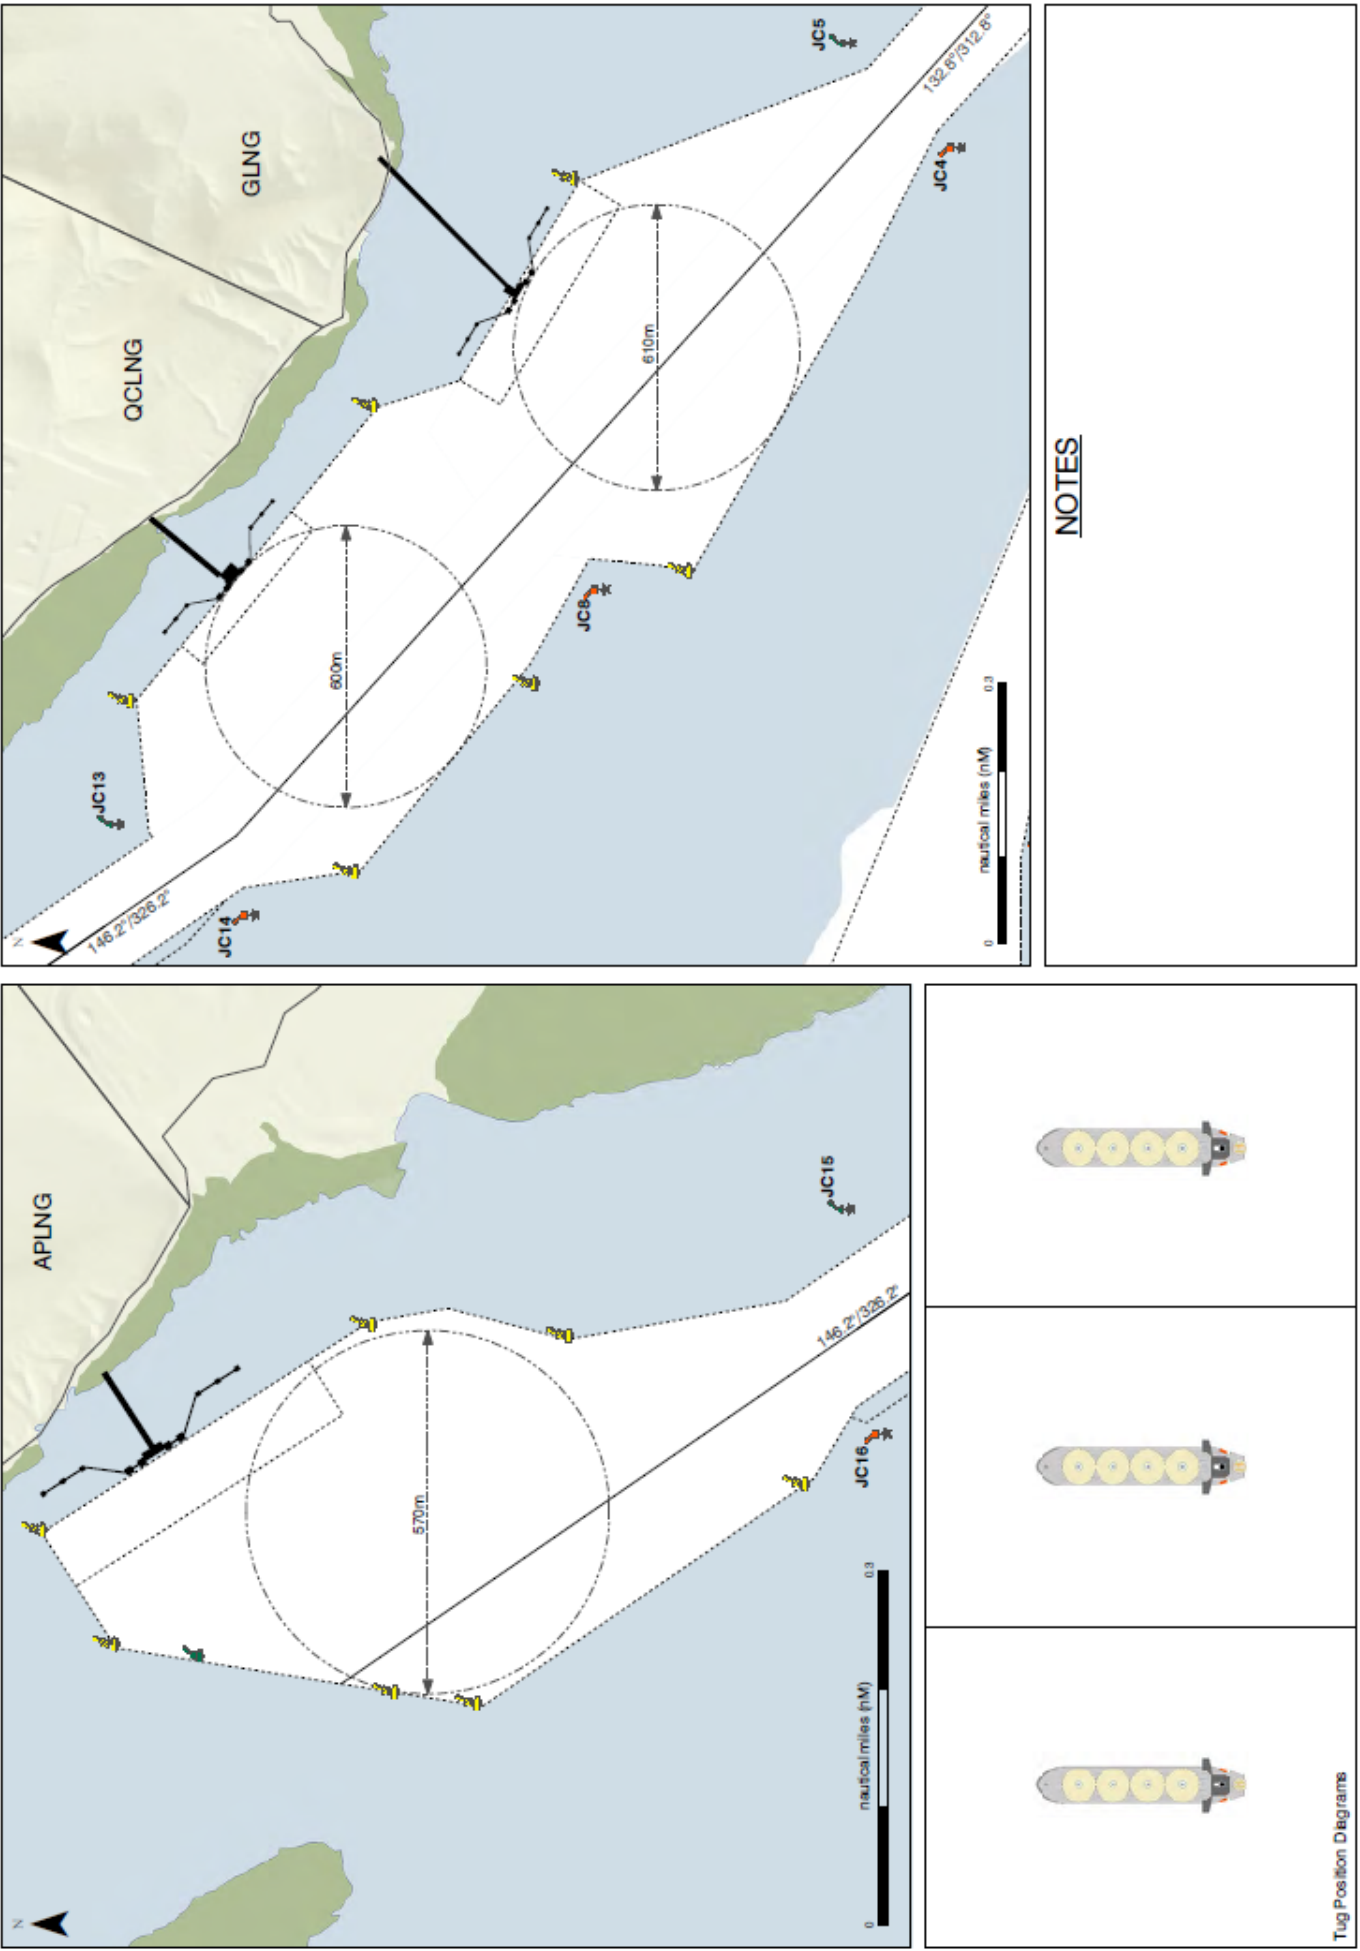 N
APLNG
570m
146.2°/326.2°
JC15
JC16
0
nautical miles (nM)
0.3
N
QCLNG
GLNG
JC13
JC14
146.2°/326.2°
600m
610m
JC8
JC5
JC4
132.8°/312.8°
0
nautical miles (nM)
0.3
Tug Position Diagrams
NOTES